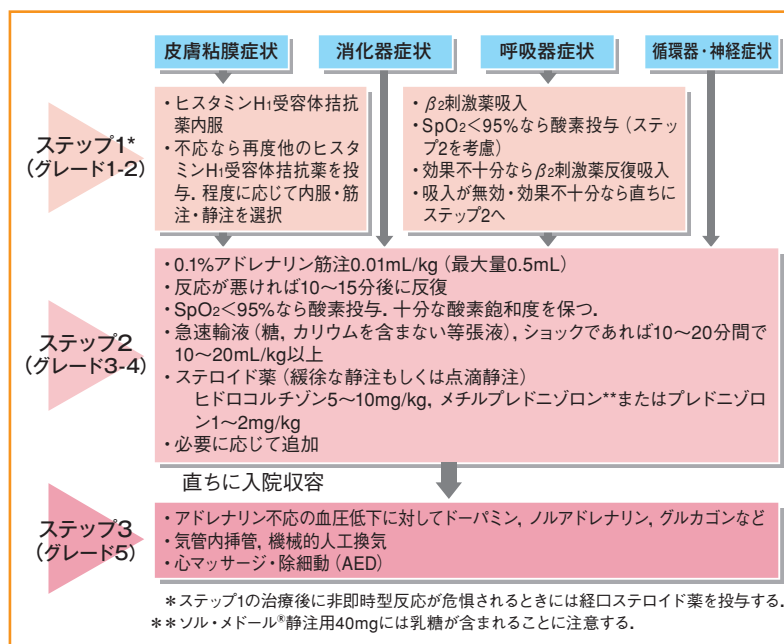 皮膚粘膜症状
消化器症状
呼吸器症状
循環器・神経症状
ステップ1*
(グレード1-2)
・ヒスタミンH1受容体拮抗
薬内服
・不応なら再度他のヒスタ
ミンH1受容体拮抗薬を投
与．程度に応じて内服・筋
注・静注を選択
・β2刺激薬吸入
・SpO2＜95%なら酸素投与（ステッ
プ2を考慮）
・効果不十分ならβ2刺激薬反復吸入
・吸入が無効・効果不十分なら直ちに
ステップ2へ
ステップ2
(グレード3-4)
・0.1%アドレナリン筋注0.01mL/kg（最大量0.5mL）
・反応が悪ければ10〜15分後に反復
・SpO2＜95%なら酸素投与．十分な酸素飽和度を保つ．
・急速輸液（糖，カリウムを含まない等張液），ショックであれば10〜20分間で
10〜20mL/kg以上
・ステロイド薬（緩徐な静注もしくは点滴静注）
ヒドロコルチゾン5〜10mg/kg，メチルプレドニゾロン**またはプレドニゾロ
ン1〜2mg/kg
・必要に応じて追加
直ちに入院収容
ステップ3
(グレード5)
・アドレナリン不応の血圧低下に対してドーパミン，ノルアドレナリン，グルカゴンなど
・気管内挿管，機械的人工換気
・心マッサージ・除細動（AED）
＊ステップ1の治療後に非即時型反応が危惧されるときには経口ステロイド薬を投与する．
＊＊ソル・メドール®静注用40mgには乳糖が含まれることに注意する．